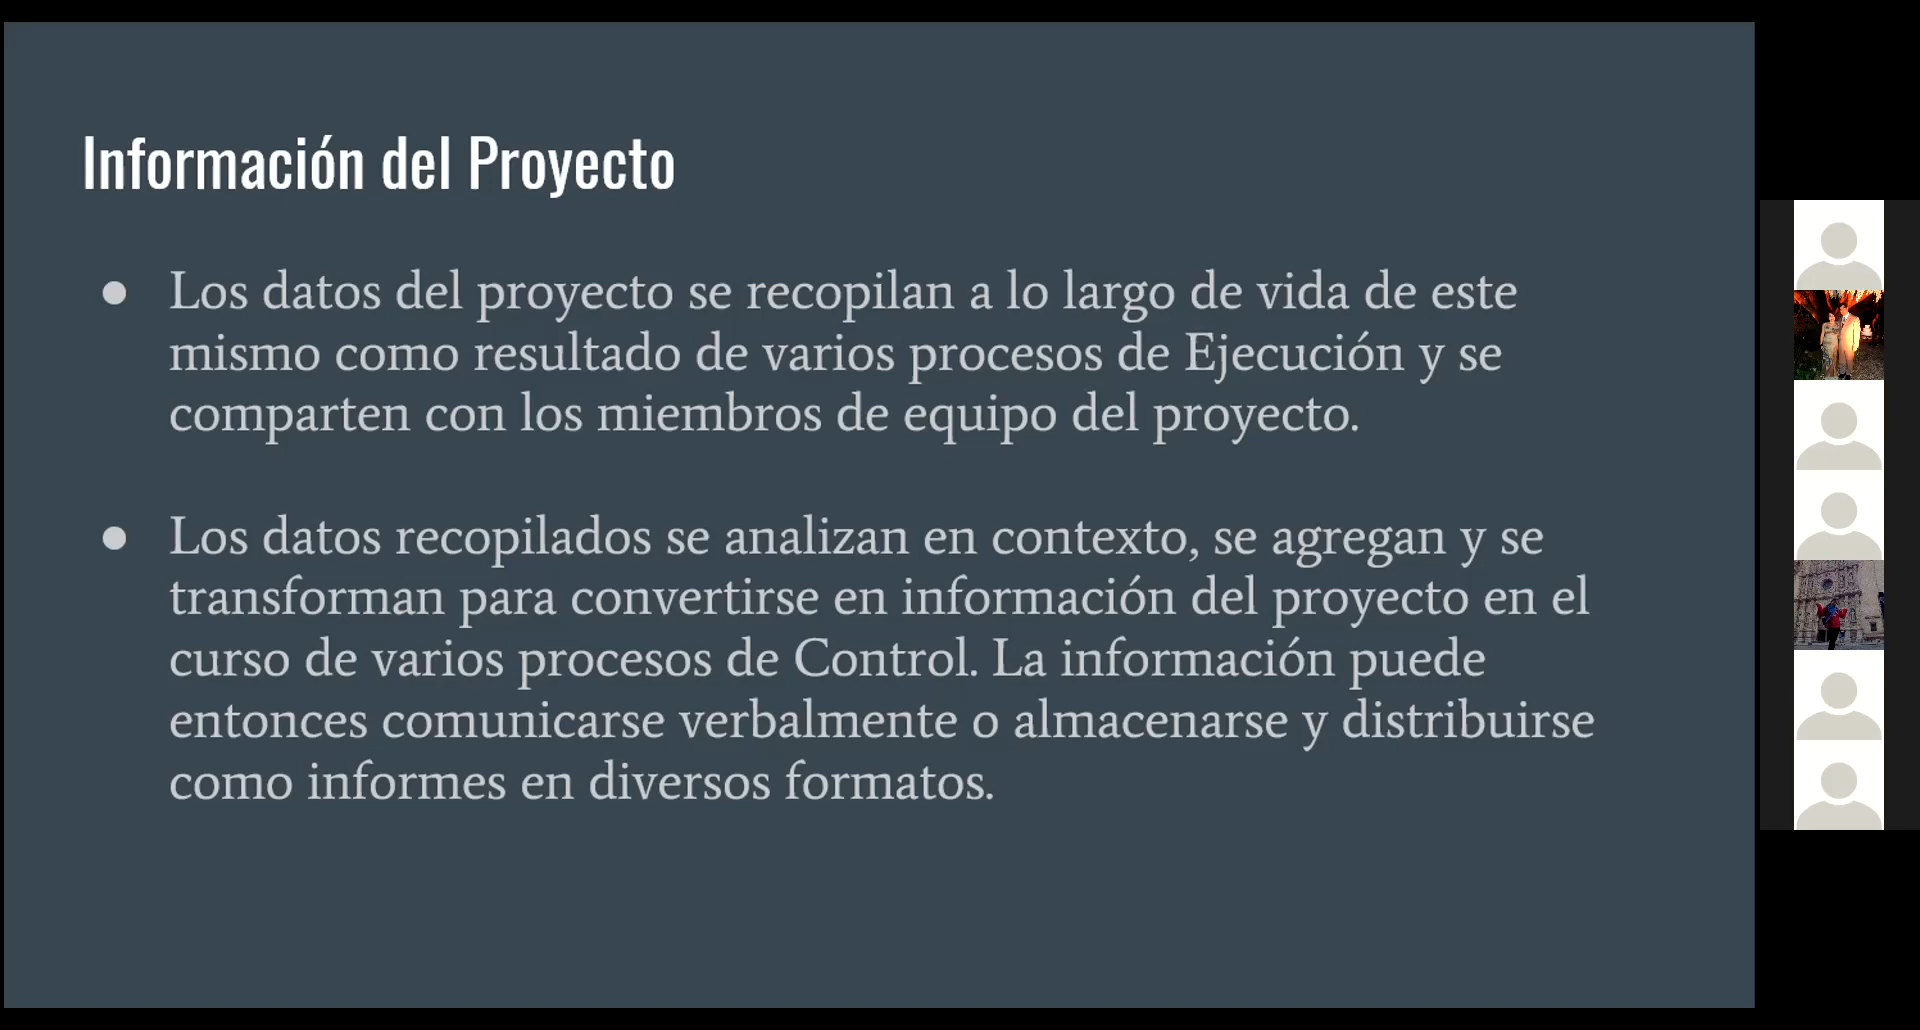 Información del Proyecto
● Los datos del proyecto se recopilan a lo largo de vida de este
mismo como resultado de varios procesos de Ejecución y se
comparten con los miembros de equipo del proyecto.
● Los datos recopilados se analizan en contexto, se agregan y se
transforman para convertirse en información del proyecto en el
curso de varios procesos de Control. La información puede
entonces comunicarse verbalmente o almacenarse y distribuirse
como informes en diversos formatos.